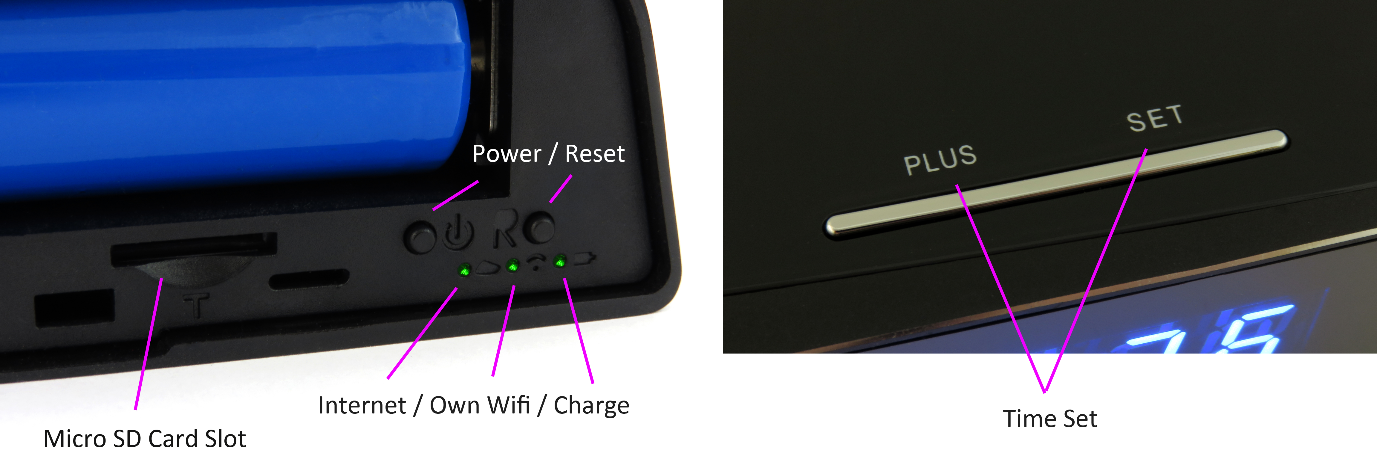 Power / Reset
R
T
Internet / Own Wifi / Charge
Micro SD Card Slot
PLUS
SET
Time Set